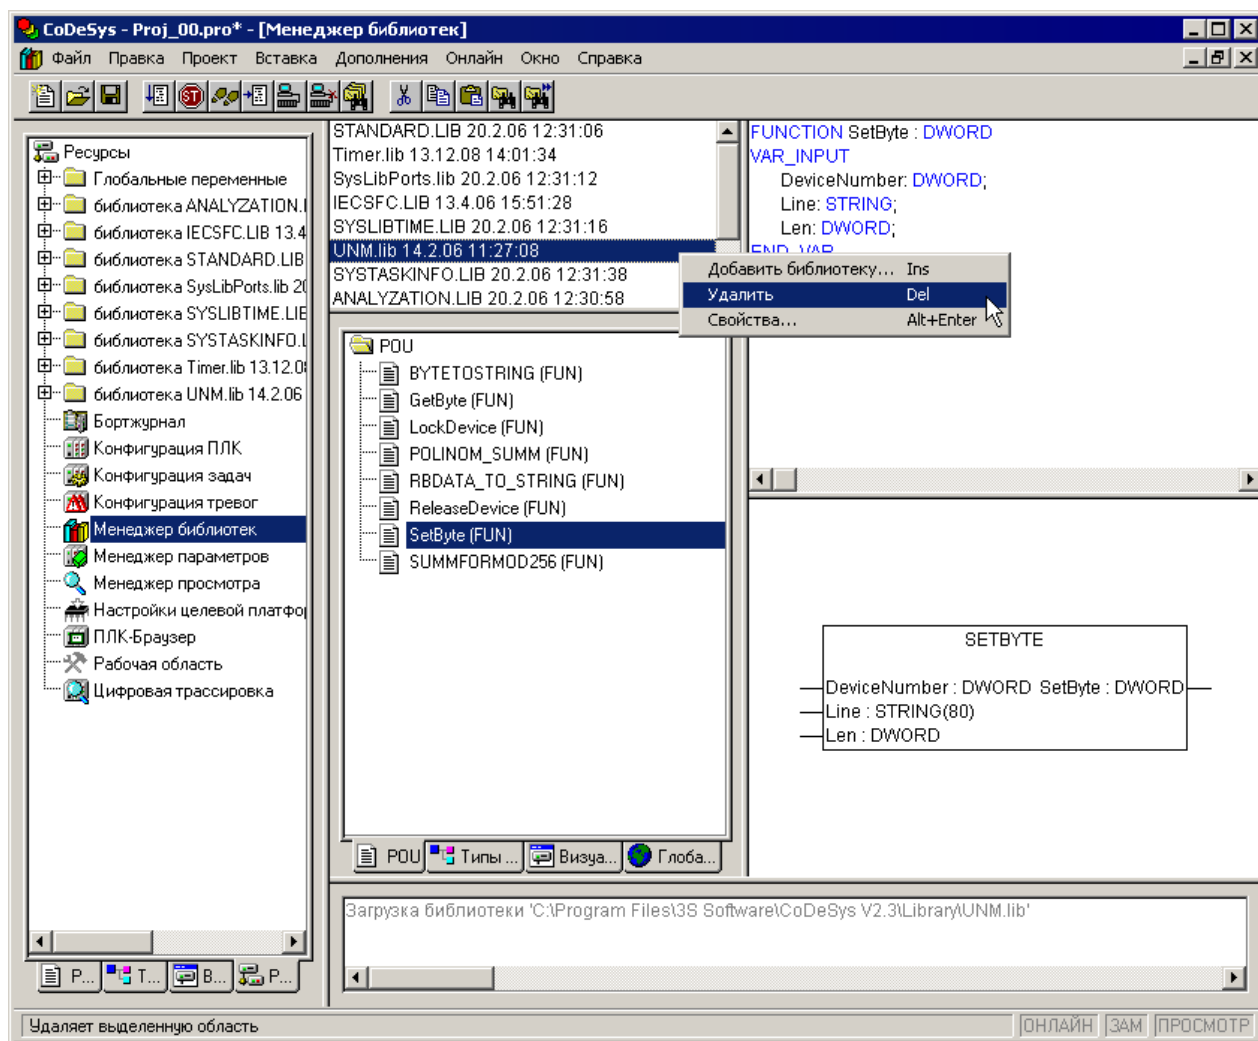 CoDeSys - Proj_00.pro* - [Менеджер библиотек]
Файл Правка Проект Вставка Дополнения Онлайн Окно Справка
Ресурсы
Глобальные переменные
библиотека ANALYZATION.
библиотека IECSFC.LIB 13.4
библиотека STANDARD.LIB
библиотека SysLibPorts.lib 20
библиотека SYSLIBTIME.LIB
библиотека SYSTASKINFO.L
библиотека Timer.lib 13.12.0
библиотека UNM.lib 14.2.06
Бортжурнал
Конфигурация ПЛК
Конфигурация задач
Конфигурация тревог
Менеджер библиотек
Менеджер параметров
Менеджер просмотра
Настройки целевой платфор
ПЛК-Браузер
Рабочая область
Цифровая трассировка
Р... Т... В... Р...
STANDARD.LIB 20.2.06 12:31:06
Timer.lib 13.12.08 14:01:34
SysLibPorts.lib 20.2.06 12:31:12
IECSFC.LIB 13.4.06 15:51:28
SYSLIBTIME.LIB 20.2.06 12:31:16
UNM.lib 14.2.06 11:27:08
SYSTASKINFO.LIB 20.2.06 12:31:38
ANALYZATION.LIB 20.2.06 12:30:58
POU
BYTETOSTRING (FUN)
GetByte (FUN)
LockDevice (FUN)
POLINOM_SUMM (FUN)
RBDATA_TO_STRING (FUN)
ReleaseDevice (FUN)
SetByte (FUN)
SUMMFORMOD256 (FUN)
POU Типы ... Визуа... Глоба...
FUNCTION SetByte : DWORD
VAR_INPUT
DeviceNumber: DWORD;
Line: STRING;
Len: DWORD;
END_VAR
Добавить библиотеку... Ins
Удалить Del
Свойства... Alt+Enter
SETBYTE
DeviceNumber : DWORD SetByte : DWORD
Line : STRING(80)
Len : DWORD
Загрузка библиотеки 'C:\Program Files\3S Software\CoDeSys V2.3\Library\UNM.lib'
Удаляет выделенную область
ОНЛАЙН ЗАМ ПРОСМОТР